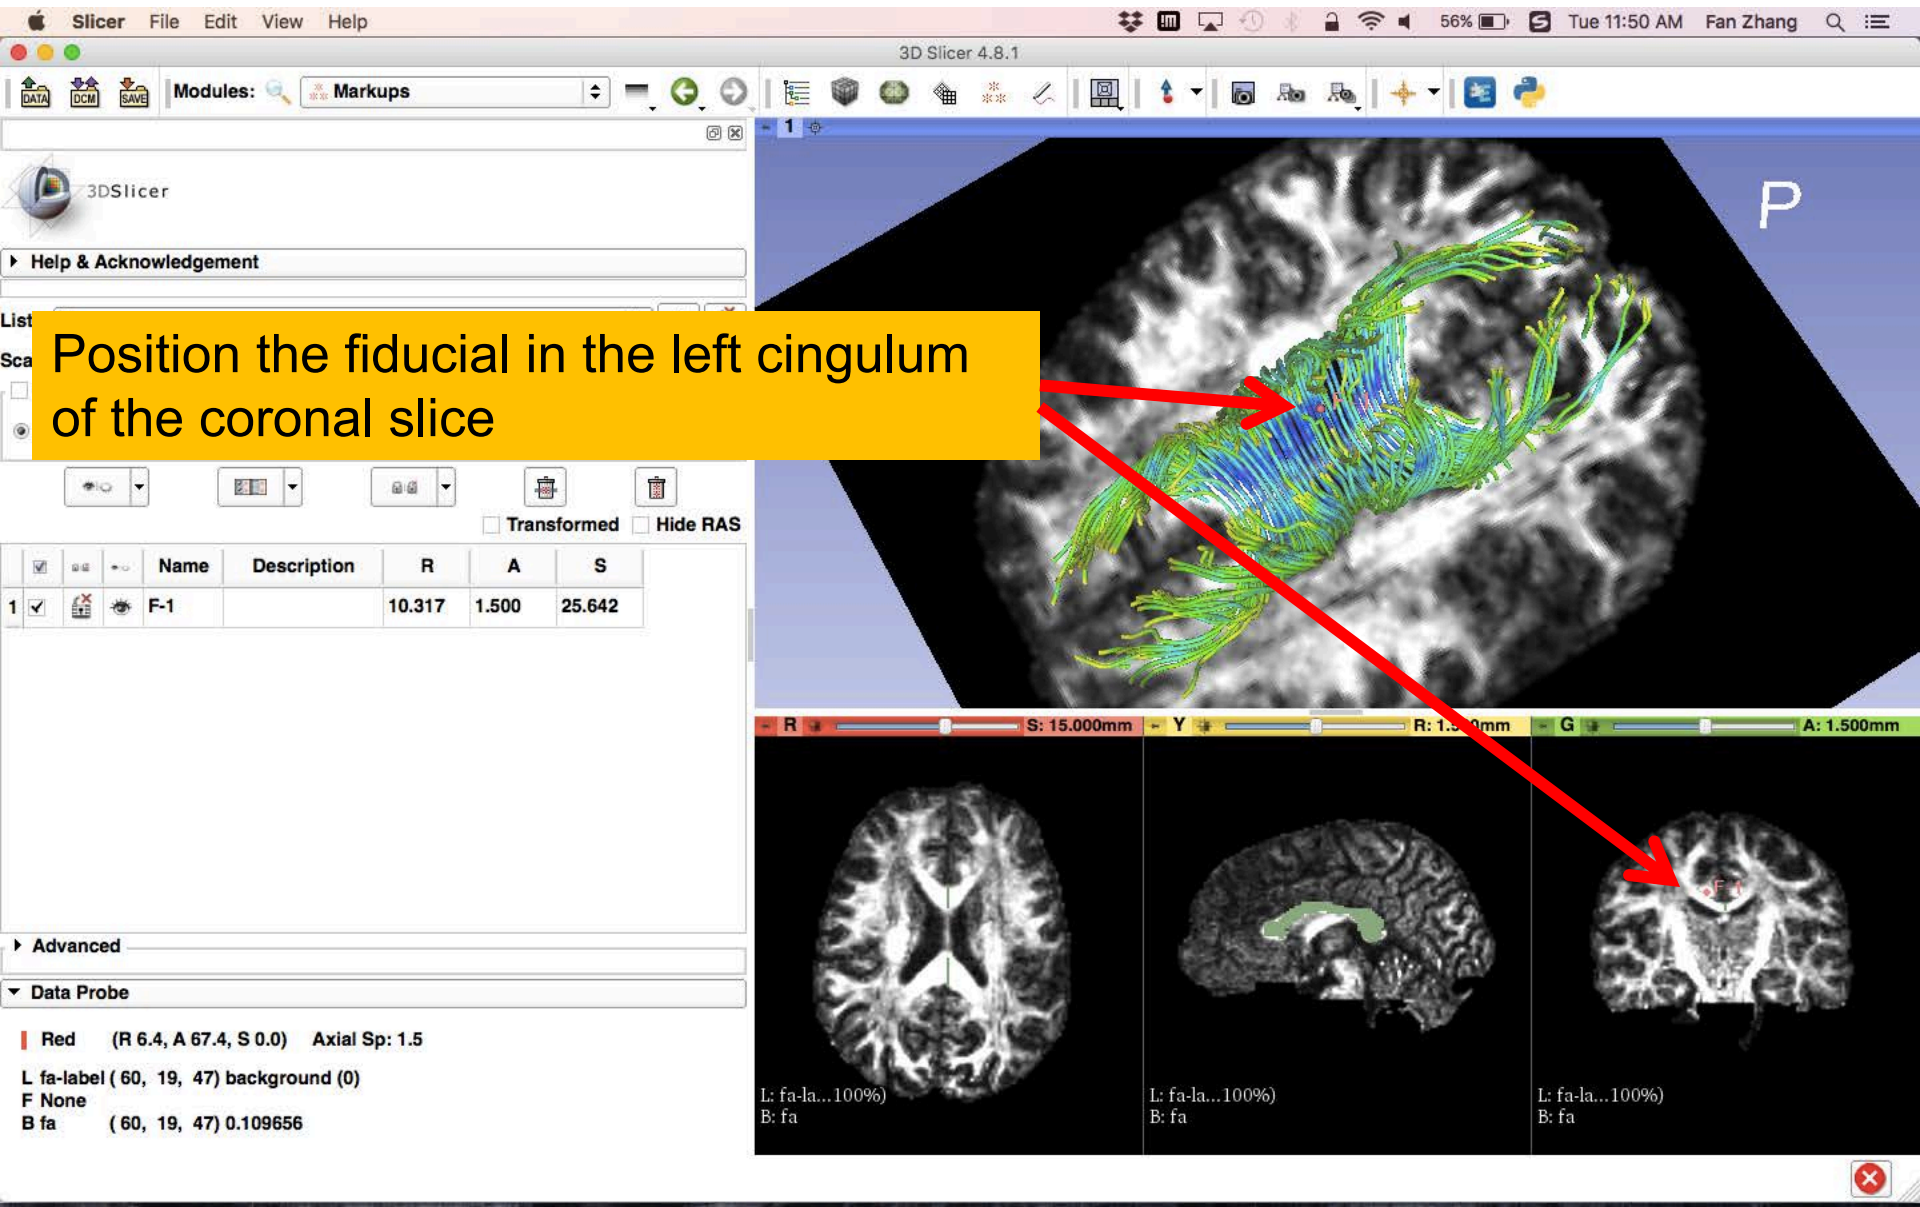 Slicer File Edit View Help 56% Tue 11:50 AM Fan Zhang
3D Slicer 4.8.1
DATA DCM SAVE Modules: Markups
1
3DSlicer
P
Help & Acknowledgement
List
Position the fiducial in the left cingulum
of the coronal slice
Sca
Transformed Hide RAS
Name Description R A S
1 F-1 10.317 1.500 25.642
R S: 15.000mm Y R: 1. mm G A: 1.500mm
F-1
Advanced
Data Probe
Red (R 6.4, A 67.4, S 0.0) Axial Sp: 1.5
L fa-label ( 60, 19, 47) background (0)
F None
B fa ( 60, 19, 47) 0.109656
L: fa-la...100%)
B: fa
L: fa-la...100%)
B: fa
L: fa-la...100%)
B: fa